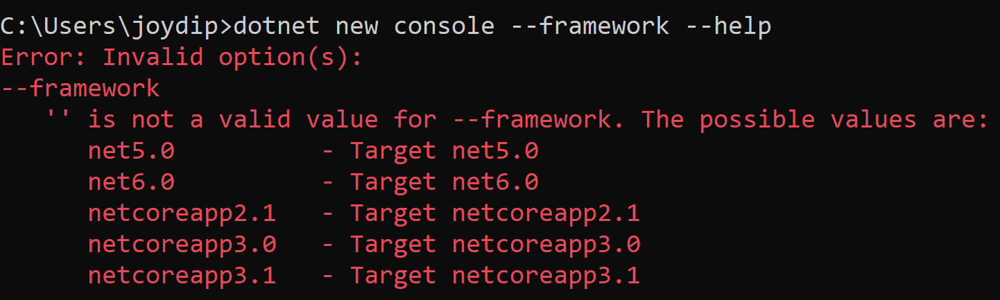 C:\Users\joydip>dotnet new console --framework --help
Error: Invalid option(s):
--framework
   '' is not a valid value for --framework. The possible values are:
      net5.0          - Target net5.0
      net6.0          - Target net6.0
      netcoreapp2.1   - Target netcoreapp2.1
      netcoreapp3.0   - Target netcoreapp3.0
      netcoreapp3.1   - Target netcoreapp3.1